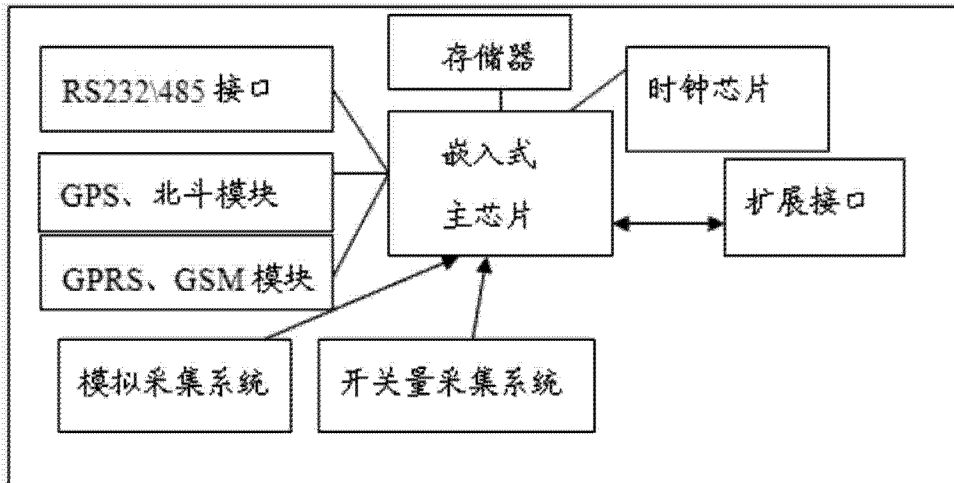 存储器
RS232\485 接口
时钟芯片
嵌入式
主芯片
GPS、北斗模块
扩展接口
GPRS、GSM 模块
模拟采集系统
开关量采集系统